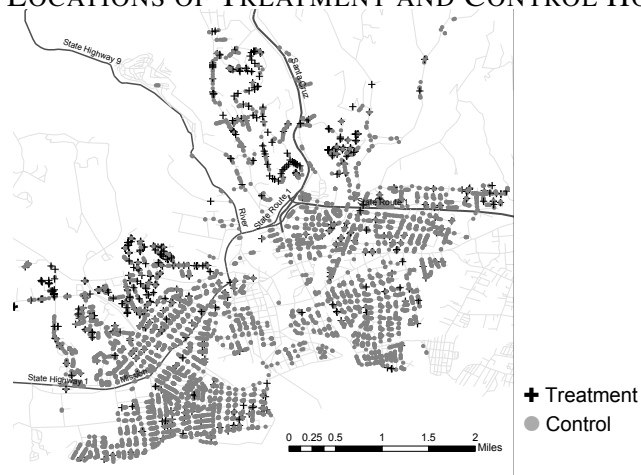 LOCATIONS OF TREATMENT AND CONTROL HO
State Highway 9
Santa Cruz
State Route 1
State Route 1
River
State Highway 1
Mission
Treatment
Control
0 0.25 0.5 1 1.5 2
Miles